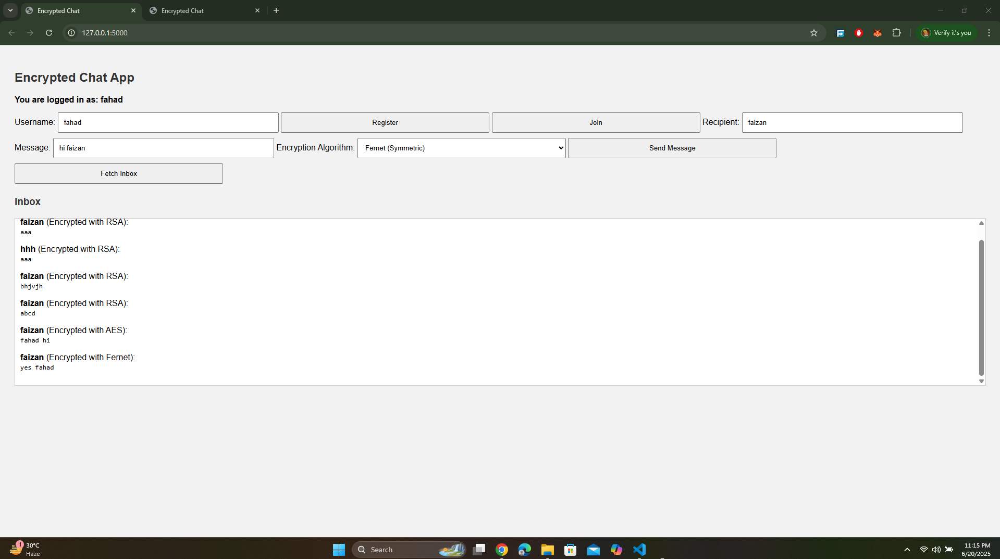 Encrypted Chat
Encrypted Chat
127.0.0.1:5000
Verify it's you
Encrypted Chat App
You are logged in as: fahad
Username: fahad Register Join Recipient: faizan
Message: hi faizan Encryption Algorithm: Fernet (Symmetric) Send Message
Fetch Inbox
Inbox
faizan (Encrypted with RSA):
aaa
hhh (Encrypted with RSA):
aaa
faizan (Encrypted with RSA):
bhjvjh
faizan (Encrypted with RSA):
abcd
faizan (Encrypted with AES):
fahad hi
faizan (Encrypted with Fernet):
yes fahad
1
30°C
Haze
Search
11:15 PM
6/20/2025